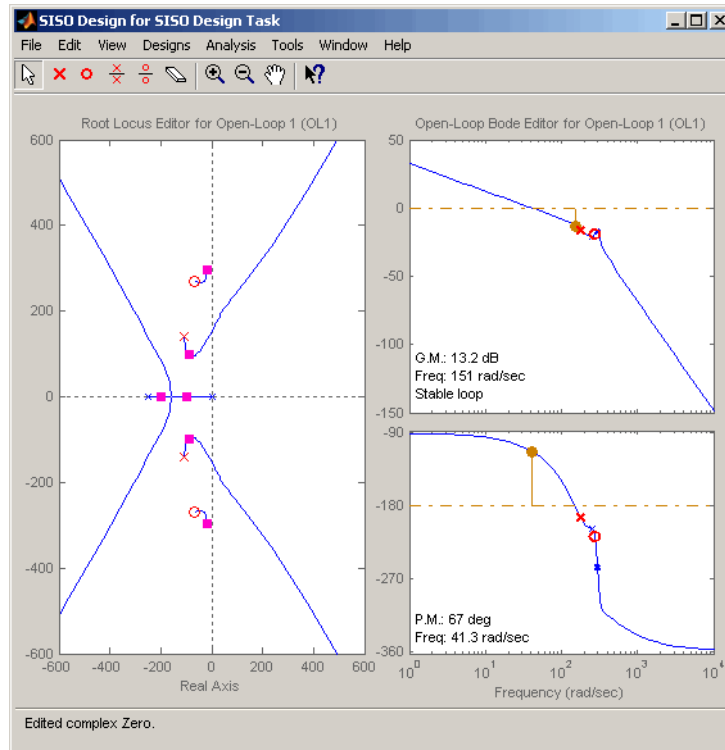 SISO Design for SISO Design Task
File Edit View Designs Analysis Tools Window Help
Root Locus Editor for Open-Loop 1 (OL1)
600
400
200
0
-200
-400
-600
-600 -400 -200 0 200 400 600
Real Axis
Open-Loop Bode Editor for Open-Loop 1 (OL1)
50
0
-50
-100
-150
G.M.: 13.2 dB
Freq: 151 rad/sec
Stable loop
-90
-180
-270
-360
P.M.: 67 deg
Freq: 41.3 rad/sec
10^0 10^1 10^2 10^3 10^4
Frequency (rad/sec)
Edited complex Zero.